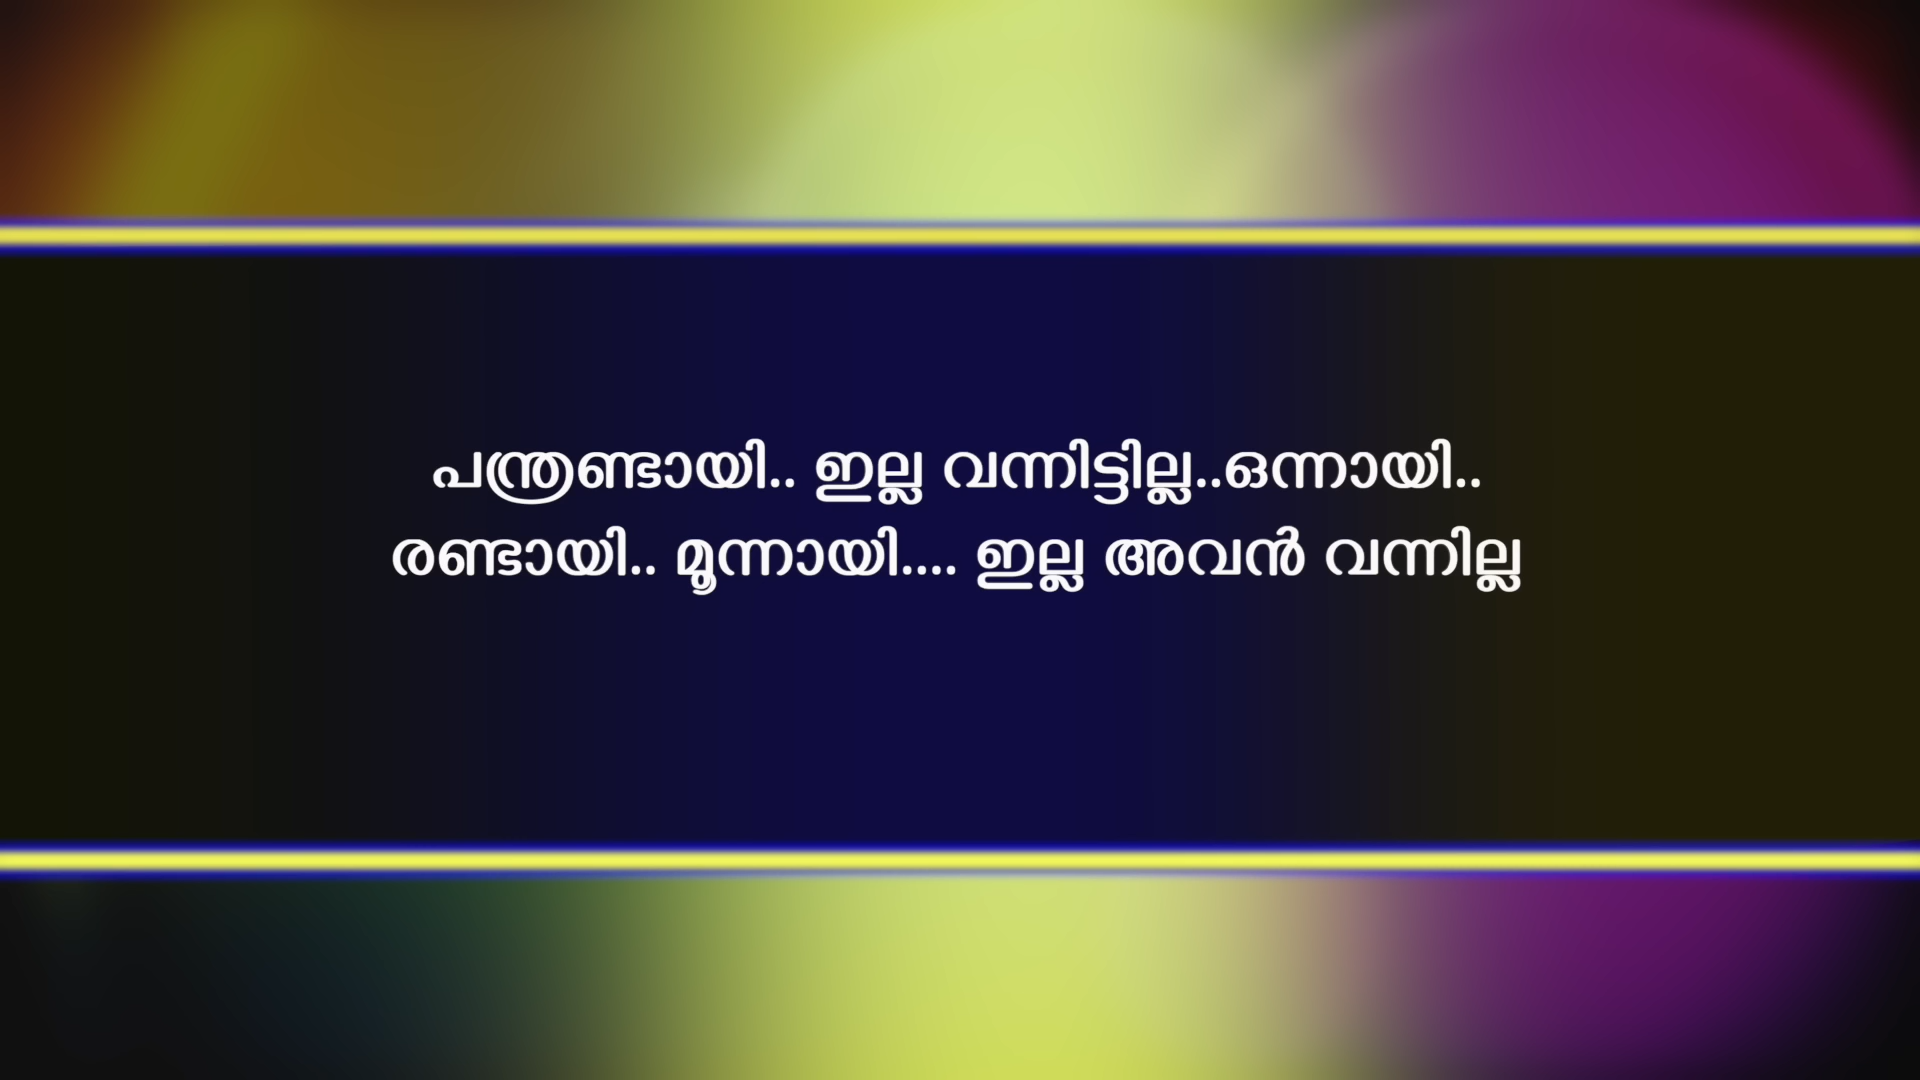 പന്ത്രണ്ടായി.. ഇല്ല വന്നിട്ടില്ല..ഒന്നായി..
രണ്ടായി.. മൂന്നായി.... ഇല്ല അവൻ വന്നില്ല